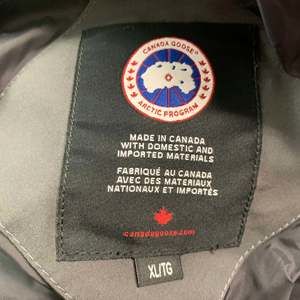 CANADA GOOSE®
ARCTIC PROGRAM
MADE IN CANADA
WITH DOMESTIC AND
IMPORTED MATERIALS
FABRIQUÉ AU CANADA
AVEC DES MATERIAUX
NATIONAUX ET IMPORTÉS
canadagoose.com
XL/TG